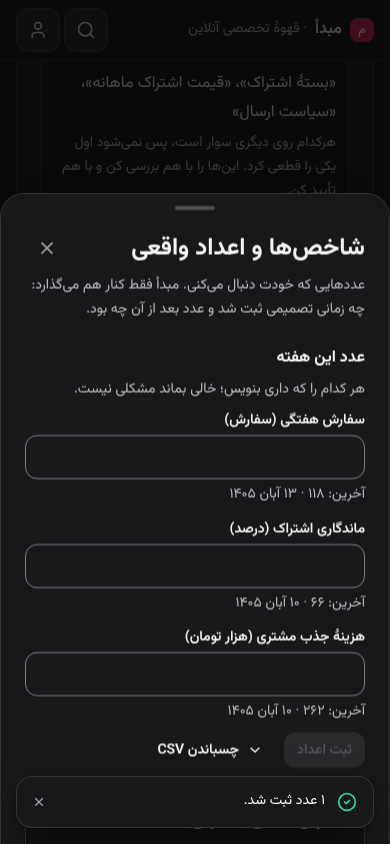 م مبدأ · قهوهٔ تخصصی آنلاین
«بستهٔ اشتراک»، «قیمت اشتراک ماهانه»،
«سیاست ارسال»
هرکدام روی دیگری سوار است، پس نمی‌شود اول
یکی را قطعی کرد. این‌ها را با هم بررسی کن و با هم
تأیید کن.
شاخص‌ها و اعداد واقعی
عددهایی که خودت دنبال می‌کنی. مبدأ فقط کنار هم می‌گذارد:
چه زمانی تصمیمی ثبت شد و عدد بعد از آن چه بود.
عدد این هفته
هر کدام را که داری بنویس؛ خالی بماند مشکلی نیست.
سفارش هفتگی (سفارش)
آخرین: ۱۱۸ · ۱۳ آبان ۱۴۰۵
ماندگاری اشتراک (درصد)
آخرین: ۶۶ · ۱۰ آبان ۱۴۰۵
هزینهٔ جذب مشتری (هزار تومان)
آخرین: ۲۶۲ · ۱۰ آبان ۱۴۰۵
ثبت اعداد
چسباندن CSV
۱ عدد ثبت شد.